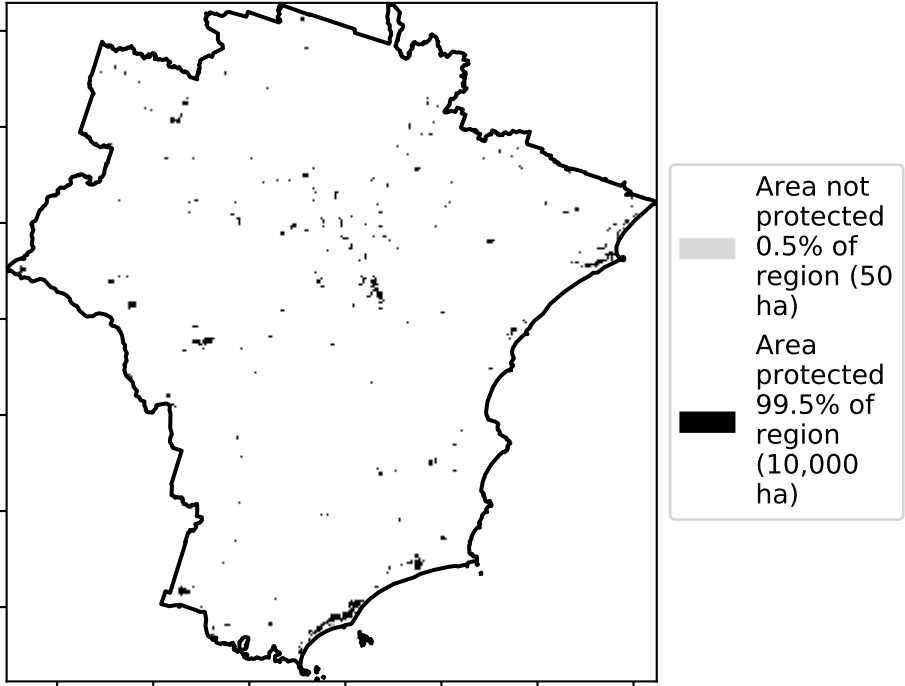 Area not
protected
0.5% of
region (50
ha)
Area
protected
99.5% of
region
(10,000
ha)